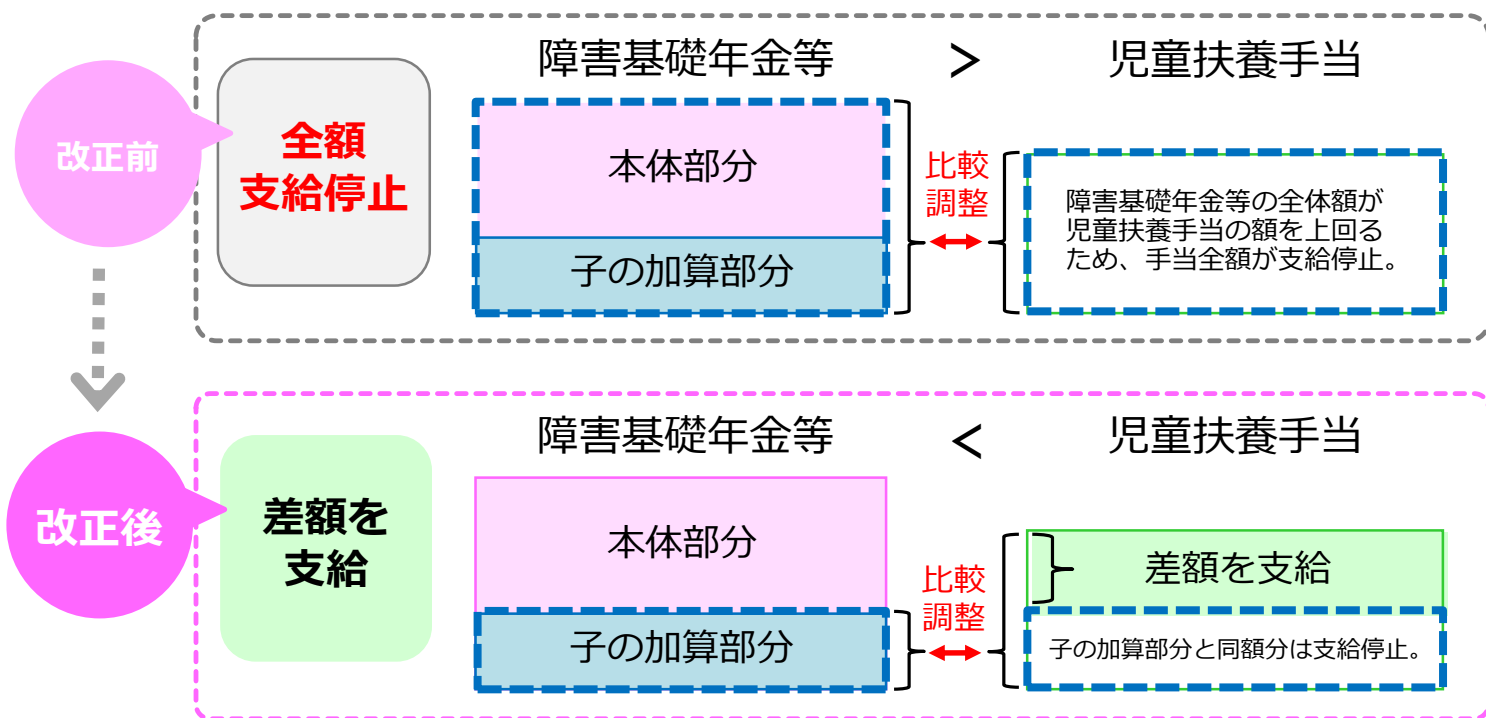 改正前
全額
支給停止
障害基礎年金等 > 児童扶養手当
本体部分
子の加算部分
比較
調整
障害基礎年金等の全体額が
児童扶養手当の額を上回る
ため、手当全額が支給停止。
改正後
差額を
支給
障害基礎年金等 < 児童扶養手当
本体部分
子の加算部分
比較
調整
差額を支給
子の加算部分と同額分は支給停止。